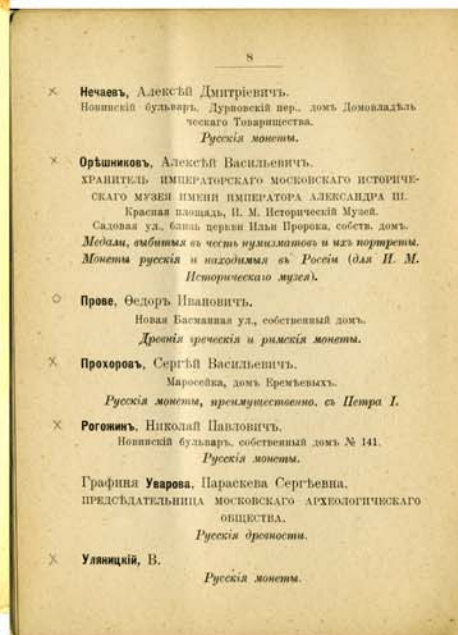 8
× Нечаевъ, Алексѣй Дмитріевичъ.
Новинскій бульваръ, Дурновскій пер., домъ Домовладѣль
ческаго Товарищества.
Русскія монеты.
× Орѣшниковъ, Алексѣй Васильевичъ.
ХРАНИТЕЛЬ ИМПЕРАТОРСКАГО МОСКОВСКАГО ИСТОРИЧЕ-
СКАГО МУЗЕЯ ИМЕНИ ИМПЕРАТОРА АЛЕКСАНДРА III.
Красная площадь, И. М. Историческій Музей.
Садовая ул., близь церкви Ильи Пророка, собств. домъ.
Медали, выбитыя въ честь нумизматовъ и ихъ портреты.
Монеты русскія и находимыя въ Россіи (для И. М.
Историческаго музея).
○ Прове, Ѳедоръ Ивановичъ.
Новая Басманная ул., собственный домъ.
Древнія греческія и римскія монеты.
× Прохоровъ, Сергѣй Васильевичъ.
Маросейка, домъ Еремѣевыхъ.
Русскія монеты, преимущественно. съ Петра I.
× Рогожинъ, Николай Павловичъ.
Новинскій бульваръ. собственный домъ № 141.
Русскія монеты.
Графиня Уварова, Параскева Сергѣевна.
ПРЕДСѢДАТЕЛЬНИЦА МОСКОВСКАГО АРХЕОЛОГИЧЕСКАГО
ОБЩЕСТВА.
Русскія древности.
× Уляницкій, В.
Русскія монеты.